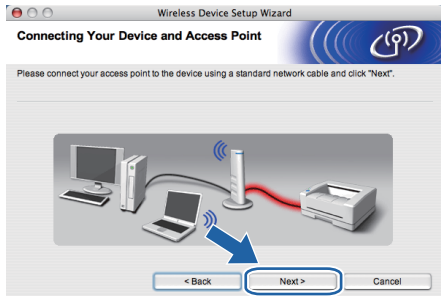 Wireless Device Setup Wizard
Connecting Your Device and Access Point
Please connect your access point to the device using a standard network cable and click "Next".
< Back
Next >
Cancel